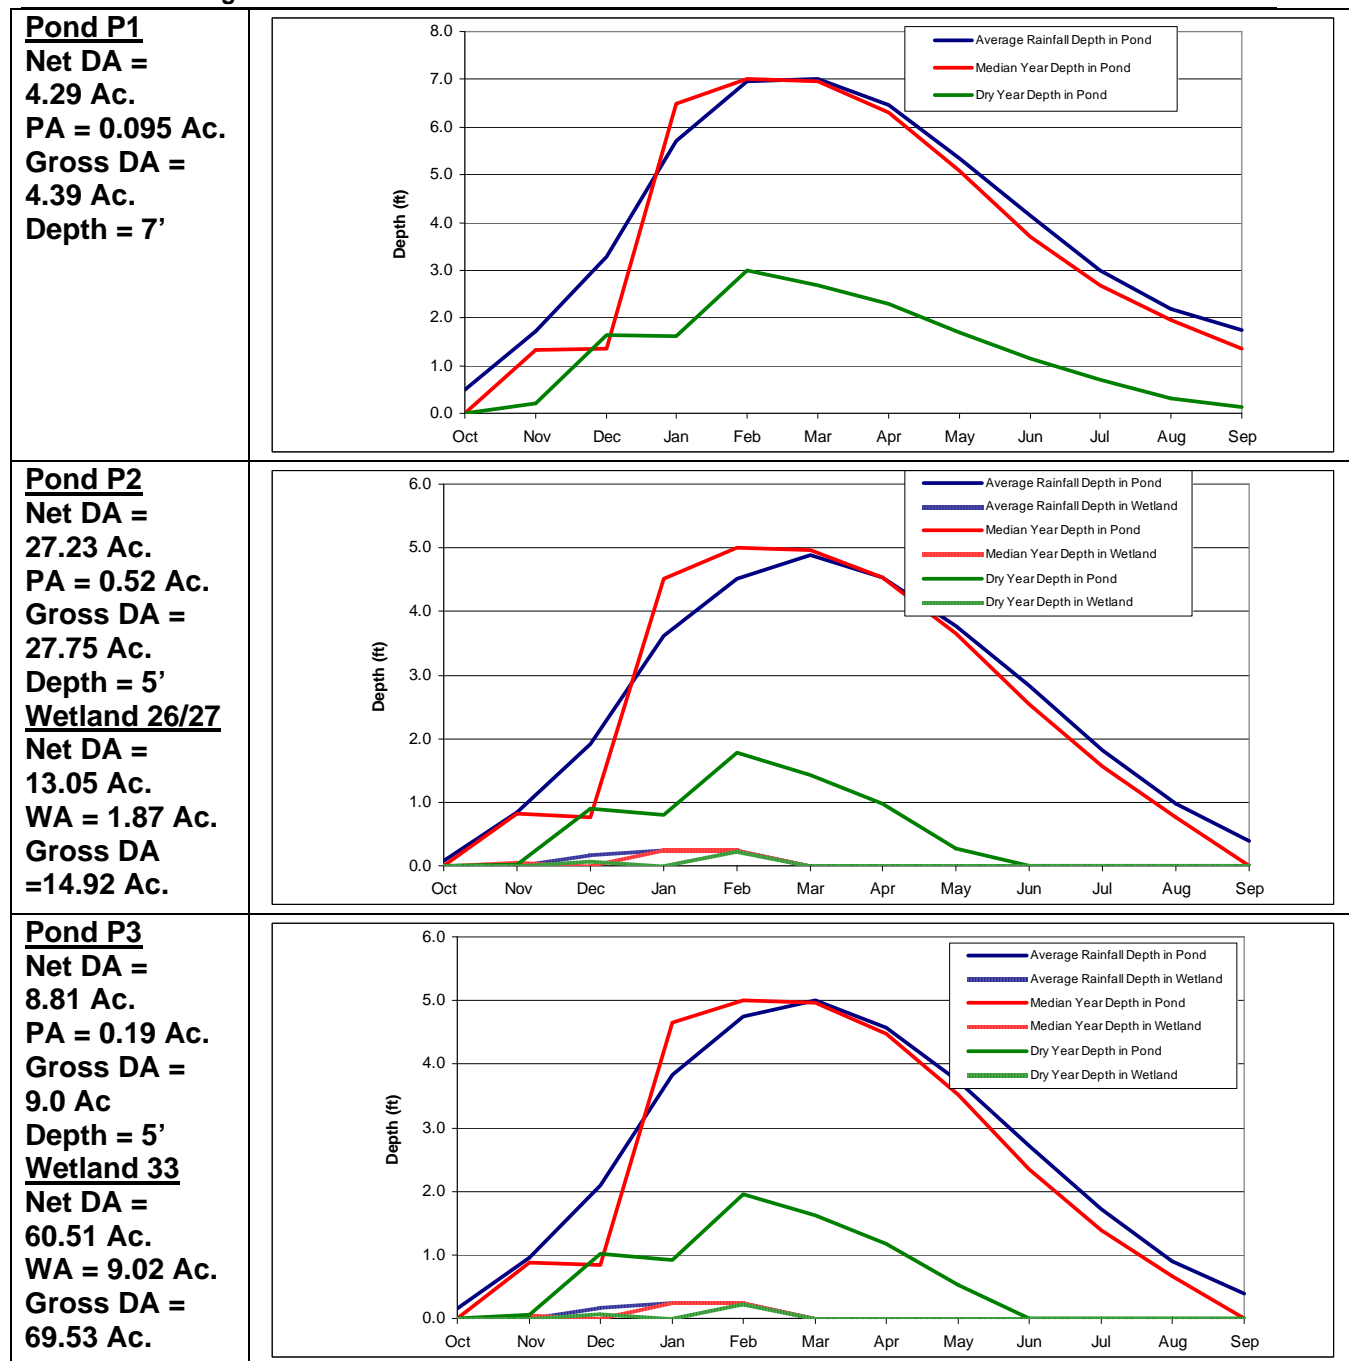 Pond P1
Net DA =
4.29 Ac.
PA = 0.095 Ac.
Gross DA =
4.39 Ac.
Depth = 7’
8.0
7.0
6.0
5.0
4.0
3.0
2.0
1.0
0.0
Depth (ft)
Oct Nov Dec Jan Feb Mar Apr May Jun Jul Aug Sep
Average Rainfall Depth in Pond
Median Year Depth in Pond
Dry Year Depth in Pond
Pond P2
Net DA =
27.23 Ac.
PA = 0.52 Ac.
Gross DA =
27.75 Ac.
Depth = 5’
Wetland 26/27
Net DA =
13.05 Ac.
WA = 1.87 Ac.
Gross DA
=14.92 Ac.
6.0
5.0
4.0
3.0
2.0
1.0
0.0
Depth (ft)
Oct Nov Dec Jan Feb Mar Apr May Jun Jul Aug Sep
Average Rainfall Depth in Pond
Average Rainfall Depth in Wetland
Median Year Depth in Pond
Median Year Depth in Wetland
Dry Year Depth in Pond
Dry Year Depth in Wetland
Pond P3
Net DA =
8.81 Ac.
PA = 0.19 Ac.
Gross DA =
9.0 Ac
Depth = 5’
Wetland 33
Net DA =
60.51 Ac.
WA = 9.02 Ac.
Gross DA =
69.53 Ac.
6.0
5.0
4.0
3.0
2.0
1.0
0.0
Depth (ft)
Oct Nov Dec Jan Feb Mar Apr May Jun Jul Aug Sep
Average Rainfall Depth in Pond
Average Rainfall Depth in Wetland
Median Year Depth in Pond
Median Year Depth in Wetland
Dry Year Depth in Pond
Dry Year Depth in Wetland